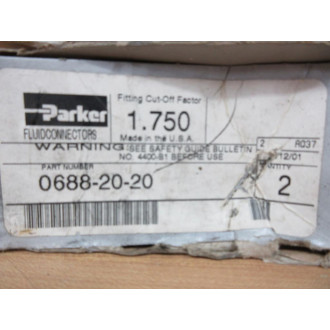 Parker
FLUIDCONNECTORS
Fitting Cut-Off Factor
1.750
Made in the U.S.A.
WARNING: SEE SAFETY GUIDE BULLETIN
NO. 4400-B1 BEFORE USE
2 R037
12/01
PART NUMBER
0688-20-20
2